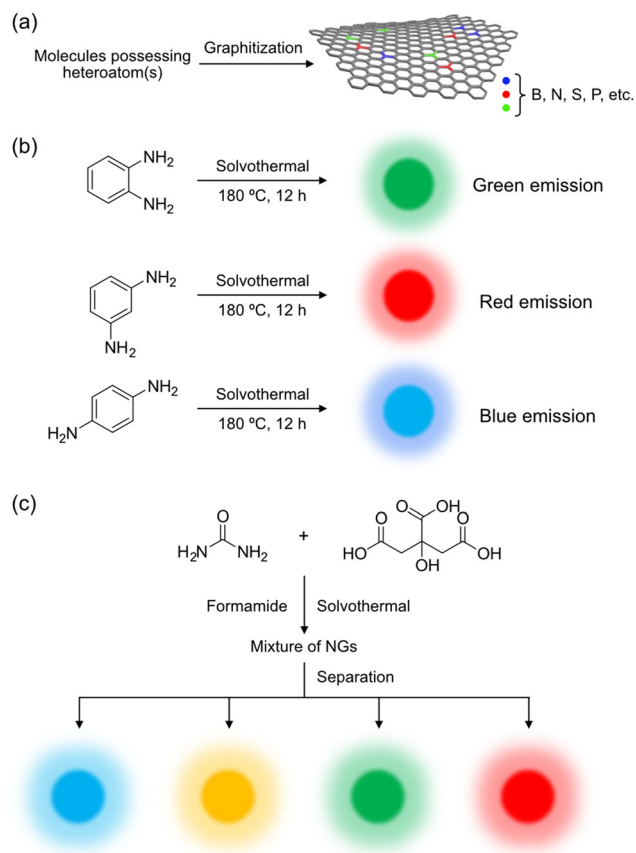 (a)
Molecules possessing
heteroatom(s)
Graphitization
B, N, S, P, etc.
(b)
NH2
NH2
Solvothermal
180 ºC, 12 h
Green emission
NH2
NH2
Solvothermal
180 ºC, 12 h
Red emission
NH2
H2N
Solvothermal
180 ºC, 12 h
Blue emission
(c)
O
H2N NH2
+
O
HO
O
OH
OH
O
OH
Formamide
Solvothermal
Mixture of NGs
Separation